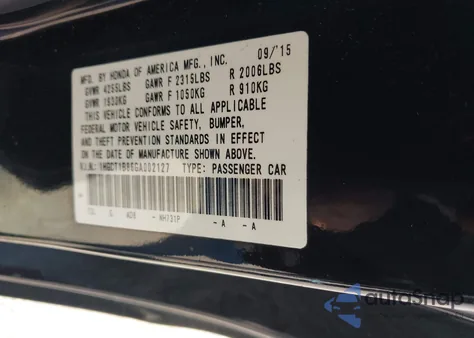 MFG. BY HONDA OF AMERICA MFG., INC. 09/'15
GVWR 4255LBS GAWR F 2315LBS R 2006LBS
GVWR 1930KG GAWR F 1050KG R 910KG
THIS VEHICLE CONFORMS TO ALL APPLICABLE
FEDERAL MOTOR VEHICLE SAFETY, BUMPER,
AND THEFT PREVENTION STANDARDS IN EFFECT
ON THE DATE OF MANUFACTURE SHOWN ABOVE.
V.I.N.: TYPE: PASSENGER CAR
G -A -A
autoSnap